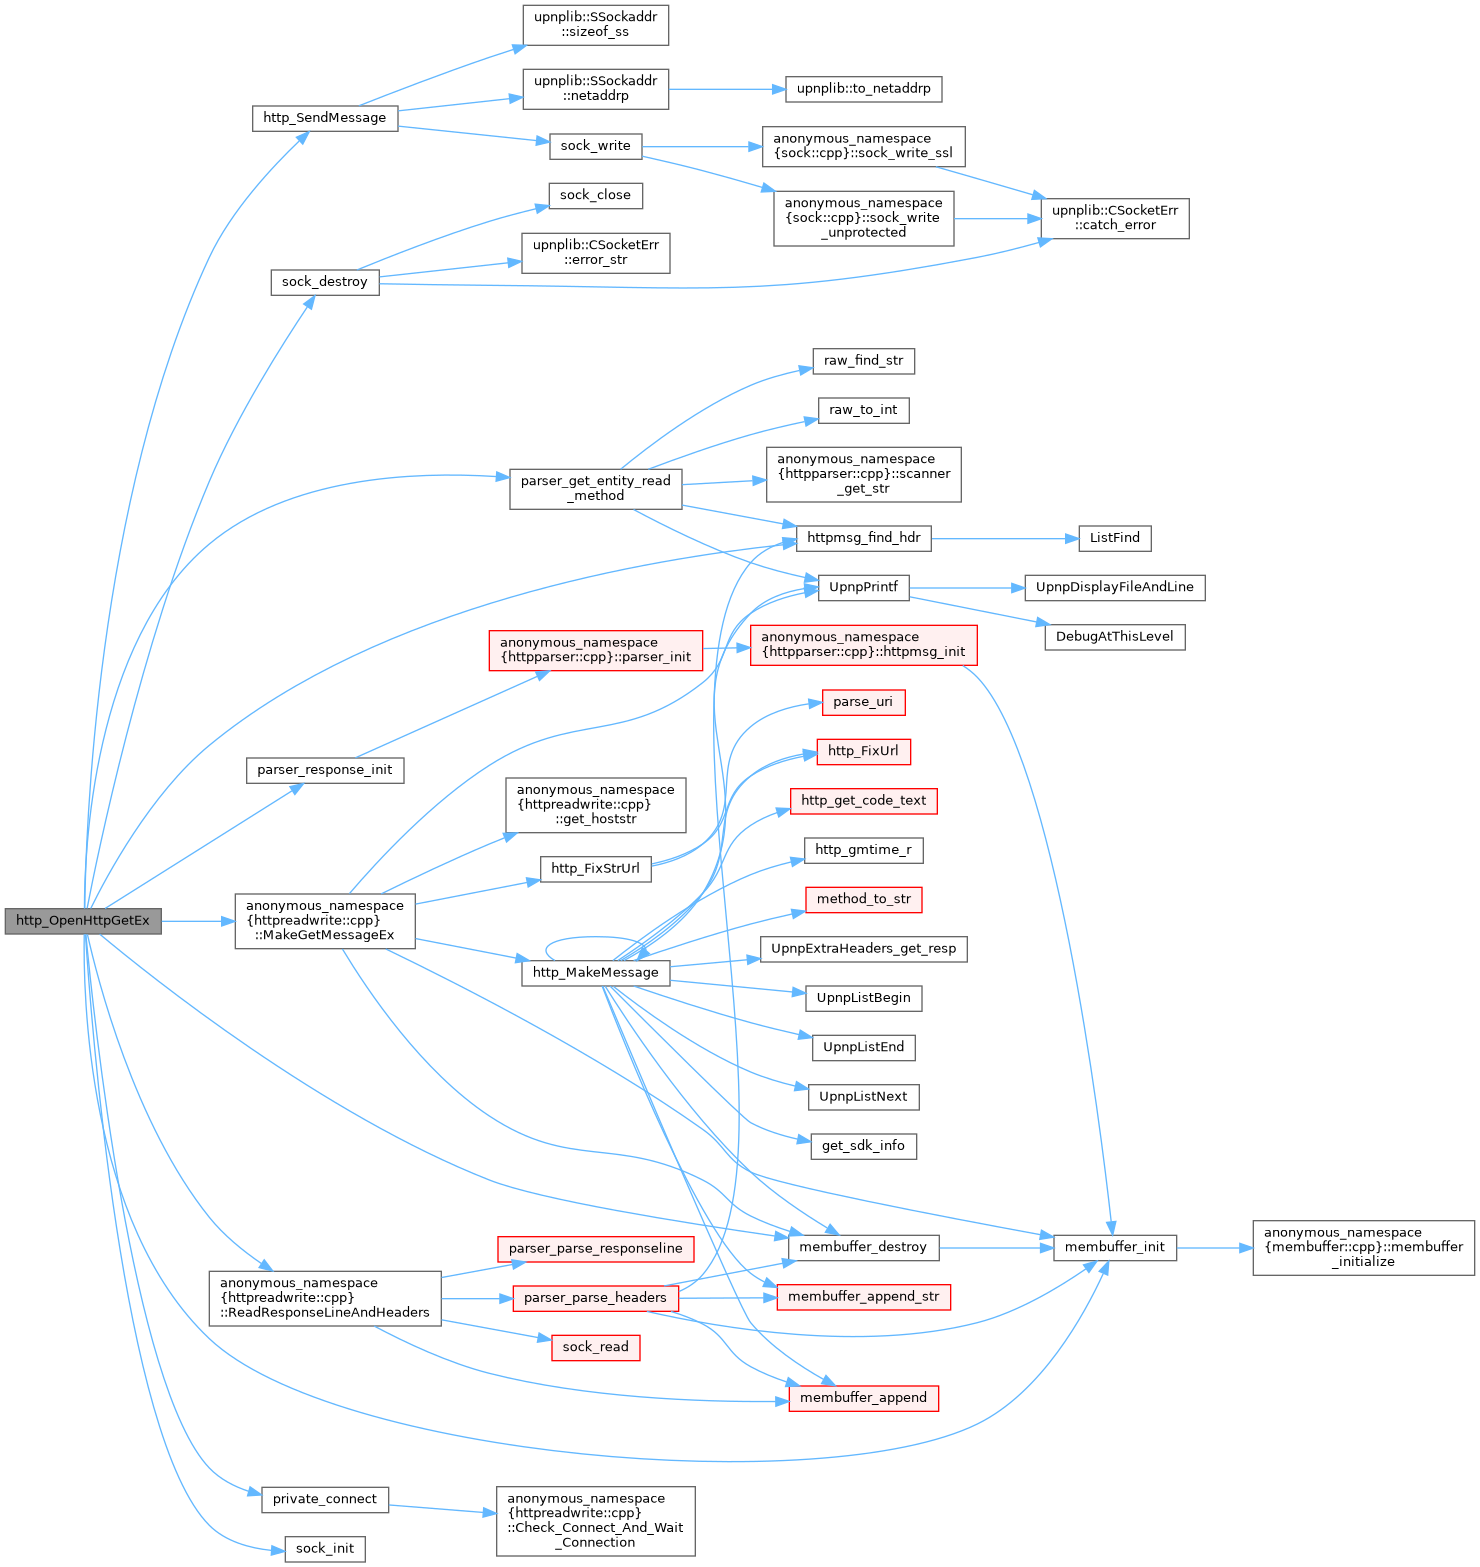 upnplib::SSockaddr
::sizeof_ss
upnplib::SSockaddr
::netaddrp
upnplib::to_netaddrp
http_SendMessage
sock_write
anonymous_namespace
{sock::cpp}::sock_write_ssl
sock_close
anonymous_namespace
{sock::cpp}::sock_write
_unprotected
upnplib::CSocketErr
::catch_error
upnplib::CSocketErr
::error_str
sock_destroy
raw_find_str
raw_to_int
parser_get_entity_read
_method
anonymous_namespace
{httpparser::cpp}::scanner
_get_str
httpmsg_find_hdr
ListFind
UpnpPrintf
UpnpDisplayFileAndLine
DebugAtThisLevel
anonymous_namespace
{httpparser::cpp}::parser_init
anonymous_namespace
{httpparser::cpp}::httpmsg_init
parse_uri
http_FixUrl
parser_response_init
anonymous_namespace
{httpreadwrite::cpp}
::get_hoststr
http_get_code_text
http_gmtime_r
http_FixStrUrl
method_to_str
http_OpenHttpGetEx
anonymous_namespace
{httpreadwrite::cpp}
::MakeGetMessageEx
UpnpExtraHeaders_get_resp
http_MakeMessage
UpnpListBegin
UpnpListEnd
UpnpListNext
get_sdk_info
parser_parse_responseline
membuffer_destroy
membuffer_init
anonymous_namespace
{membuffer::cpp}::membuffer
_initialize
anonymous_namespace
{httpreadwrite::cpp}
::ReadResponseLineAndHeaders
parser_parse_headers
membuffer_append_str
sock_read
membuffer_append
private_connect
anonymous_namespace
{httpreadwrite::cpp}
::Check_Connect_And_Wait
_Connection
sock_init